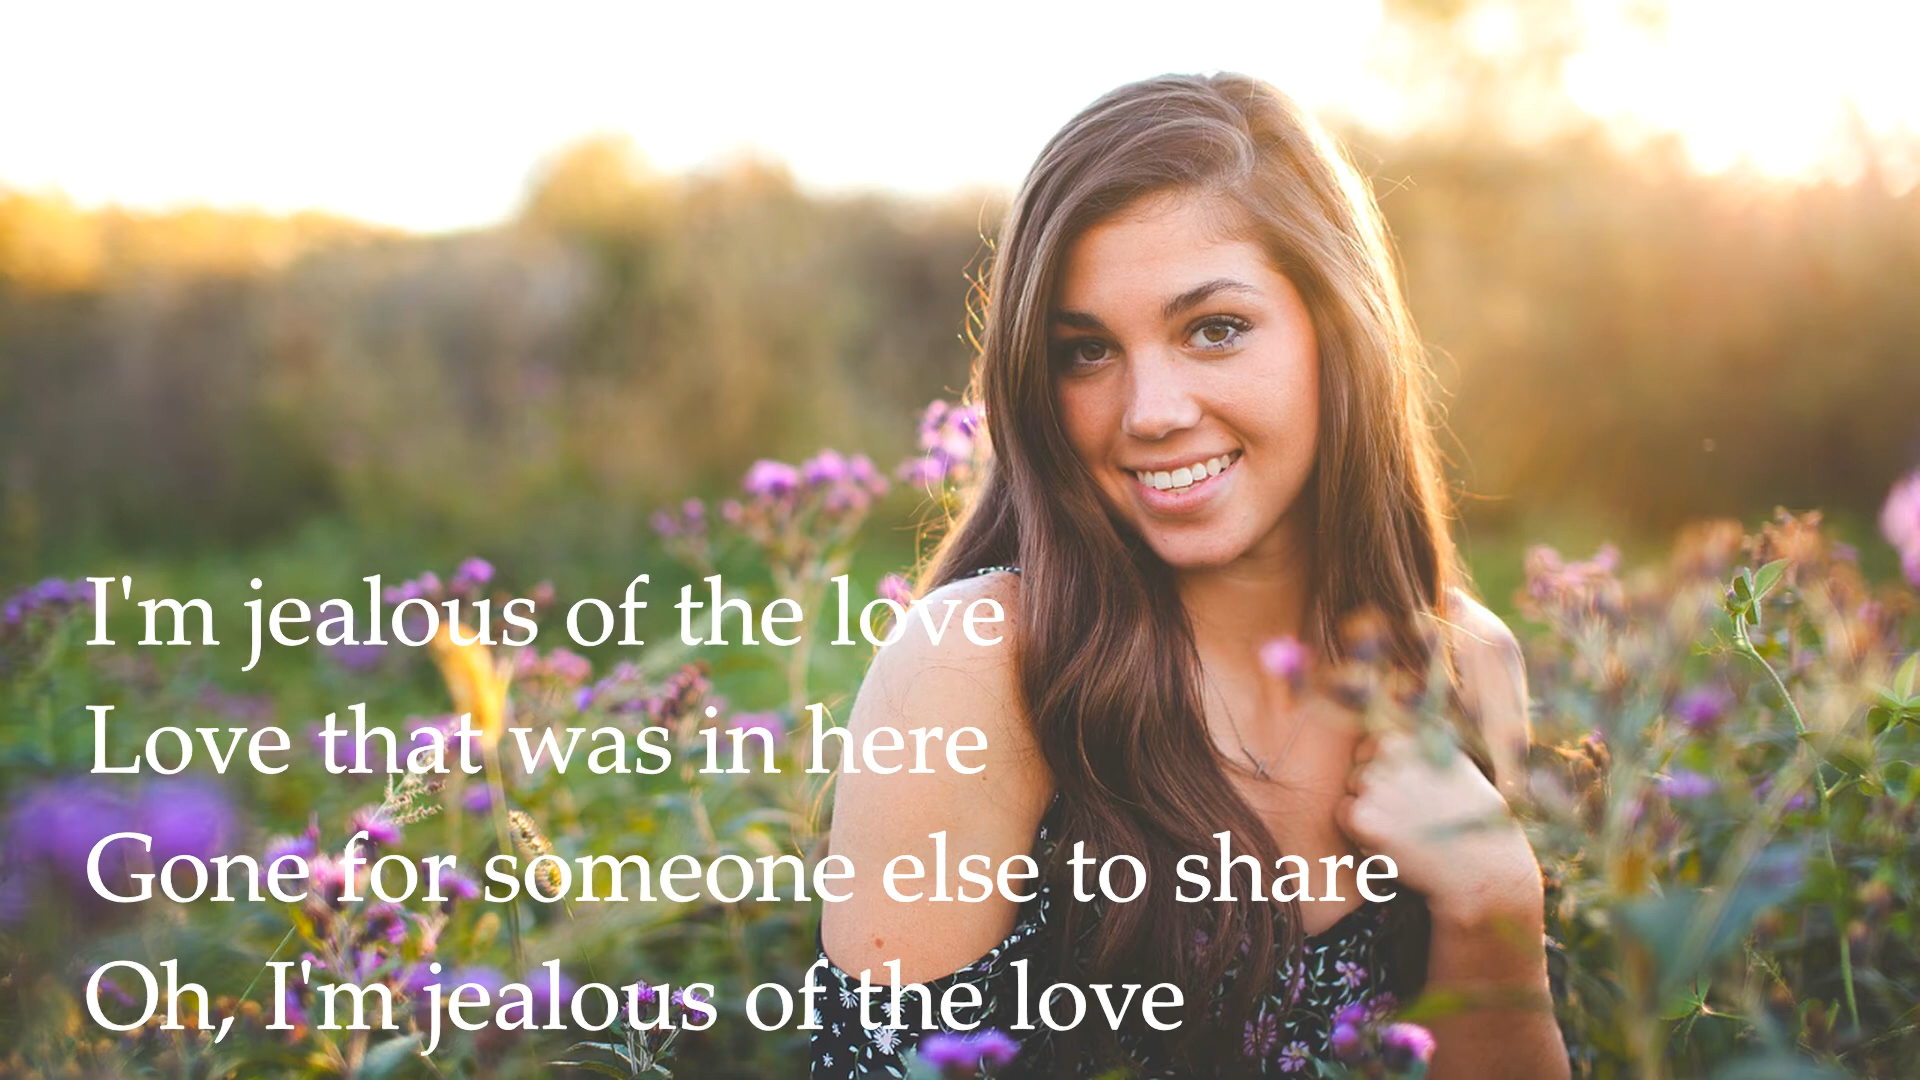 I'm jealous of the love
Love that was in here
Gone for someone else to share
Oh, I'm jealous of the love